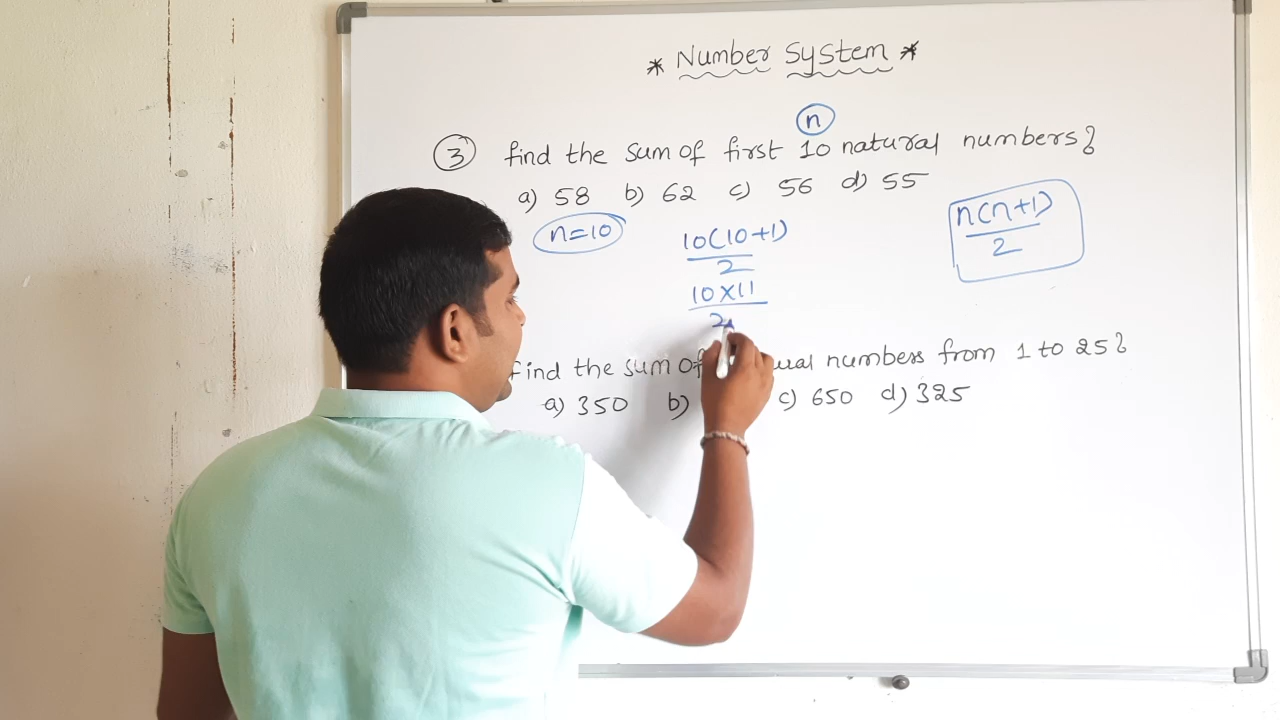 * Number System *
n
3 find the sum of first 10 natural numbers?
a) 58 b) 62 c) 56 d) 55
n=10
10(10+1)
2
10×11
2
n(n+1)
2
find the sum of numbers from 1 to 25?
a) 350 b) c) 650 d) 325